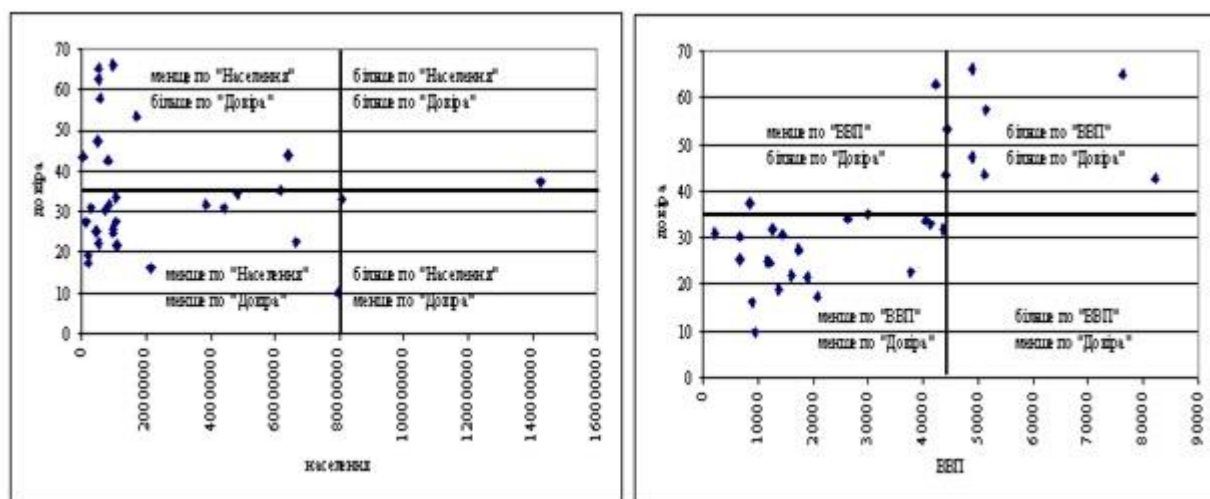 70
60
50
40
30
20
10
0
довіра
менше по "Населення"
більше по "Довіра"
більше по "Населення"
більше по "Довіра"
менше по "Населення"
менше по "Довіра"
більше по "Населення"
менше по "Довіра"
0
20000000
40000000
60000000
80000000
100000000
120000000
140000000
160000000
населення
70
60
50
40
30
20
10
0
довіра
менше по "ВВП"
більше по "Довіра"
більше по "ВВП"
більше по "Довіра"
менше по "ВВП"
менше по "Довіра"
більше по "ВВП"
менше по "Довіра"
0
10000
20000
30000
40000
50000
60000
70000
80000
90000
ВВП